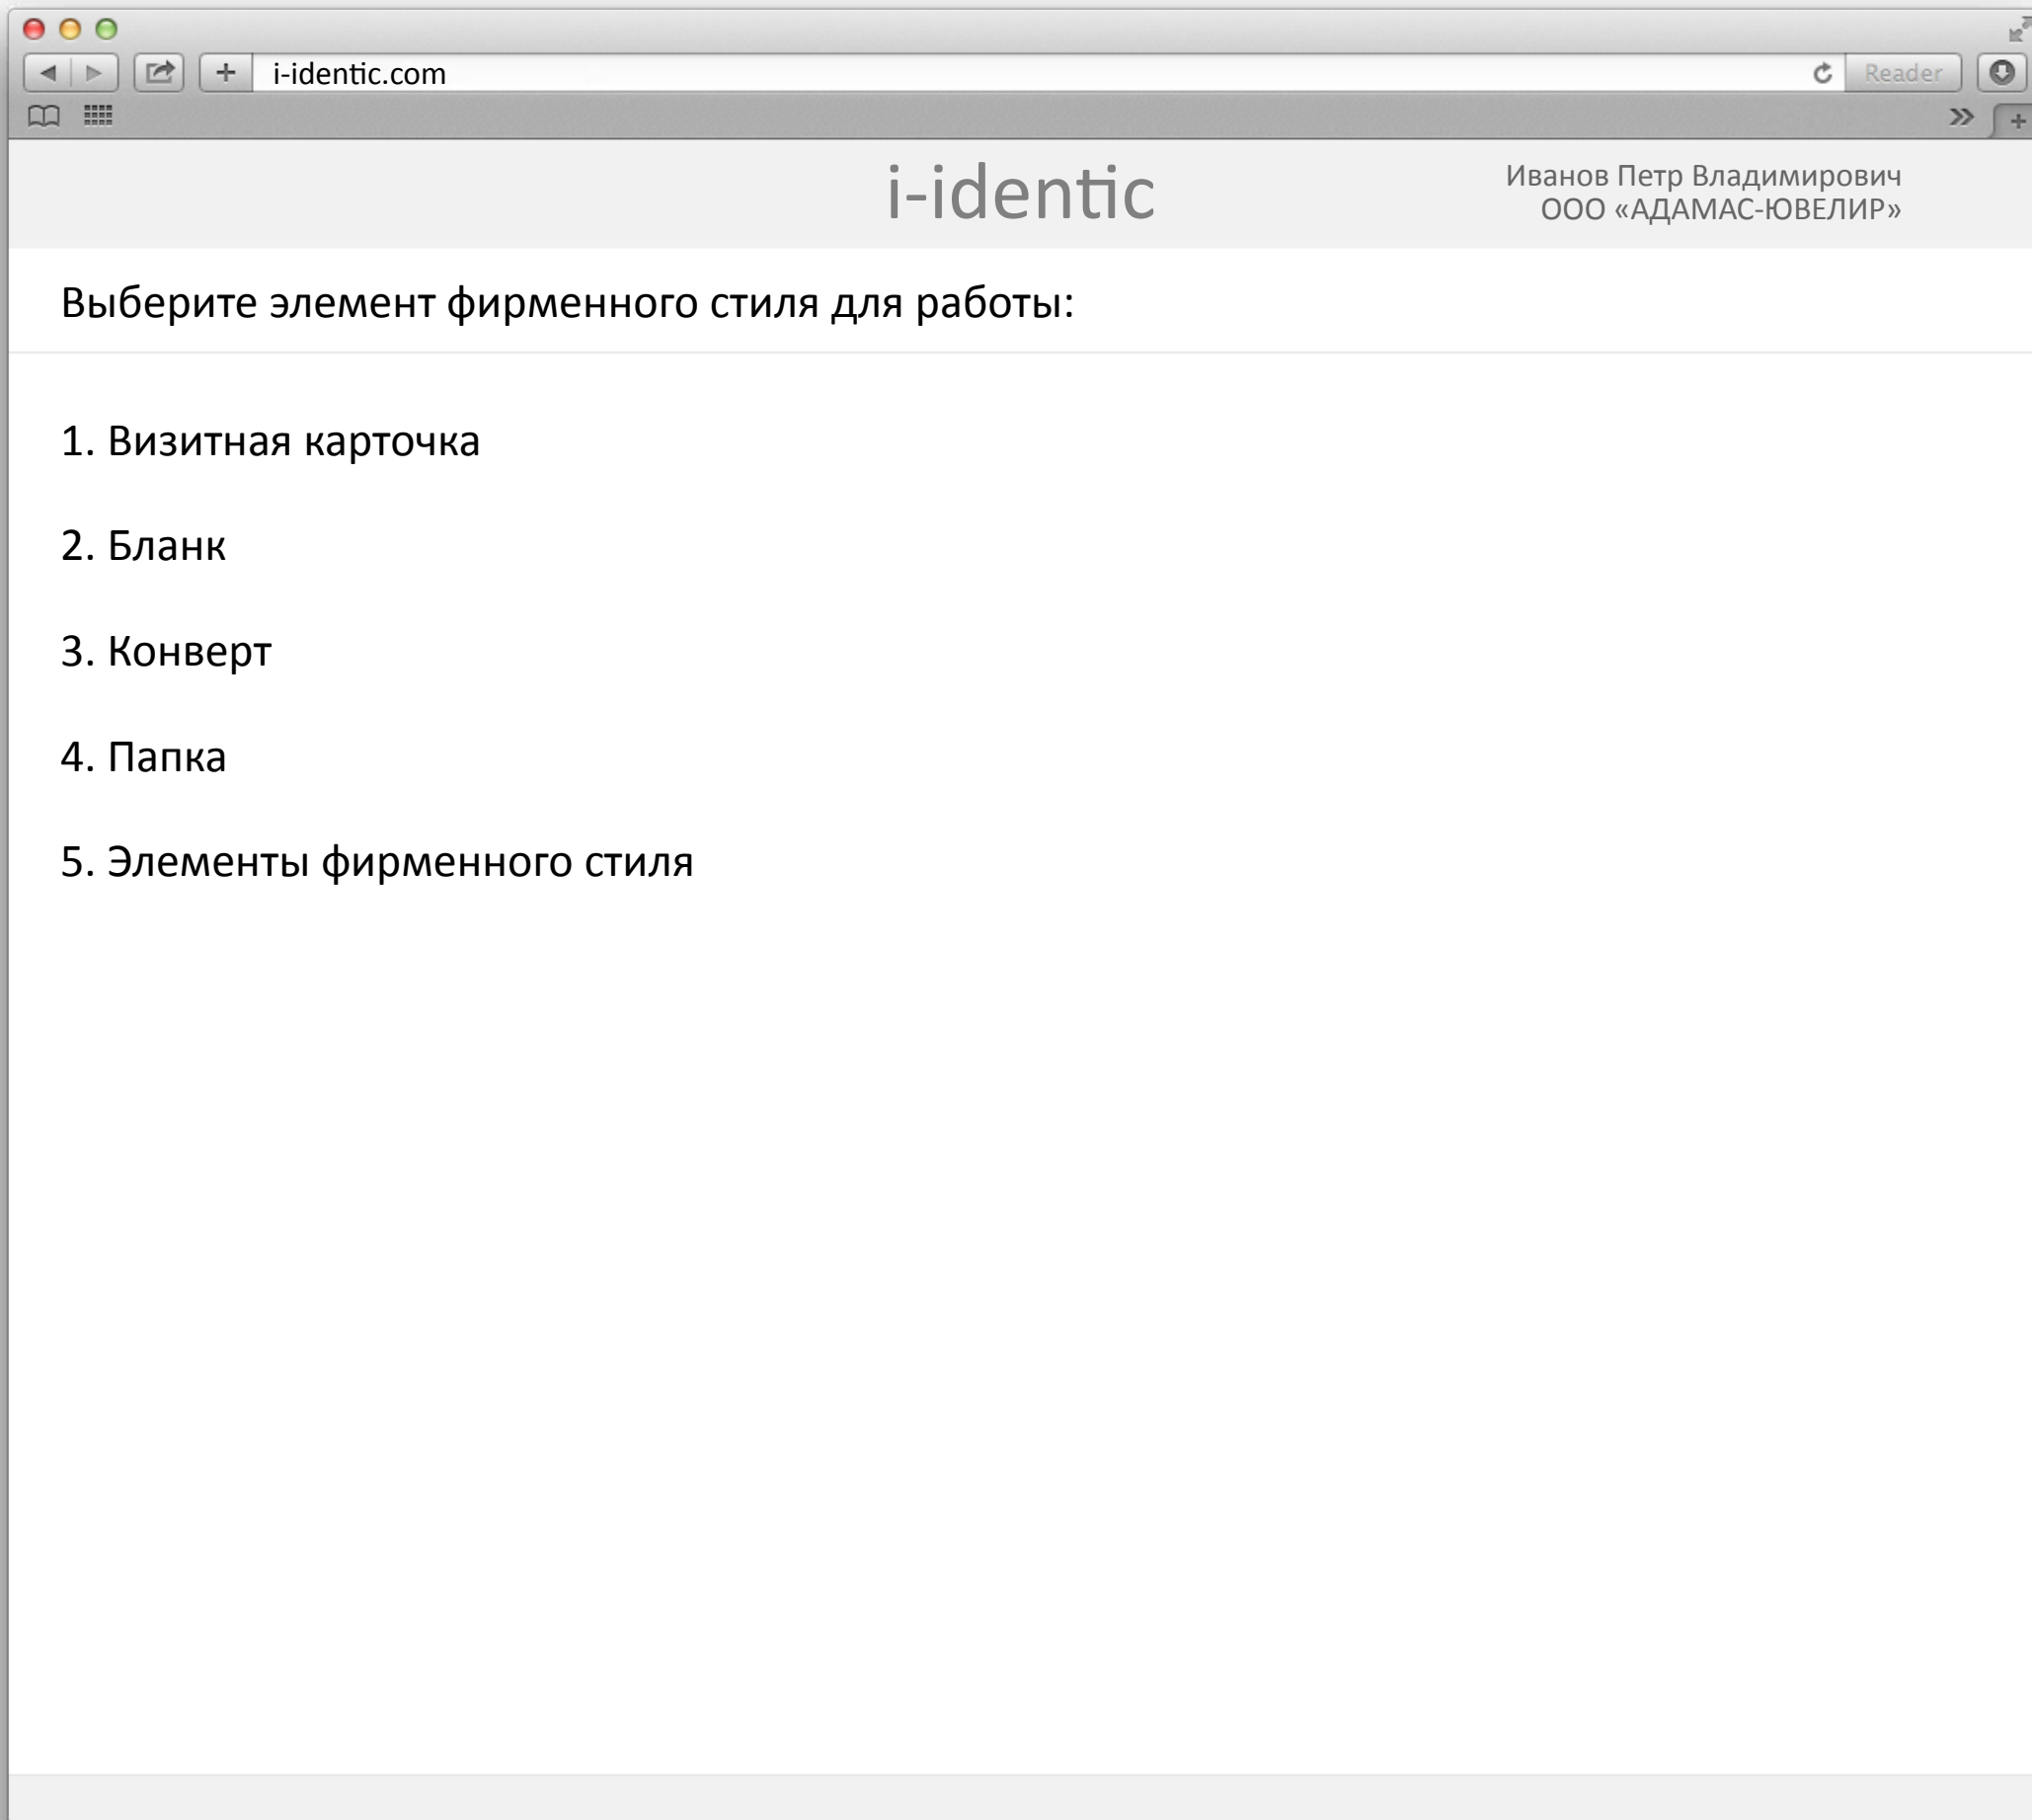 i-identic.com
Reader
i-identic
Иванов Петр Владимирович
ООО «АДАМАС-ЮВЕЛИР»
Выберите элемент фирменного стиля для работы:
1. Визитная карточка
2. Бланк
3. Конверт
4. Папка
5. Элементы фирменного стиля